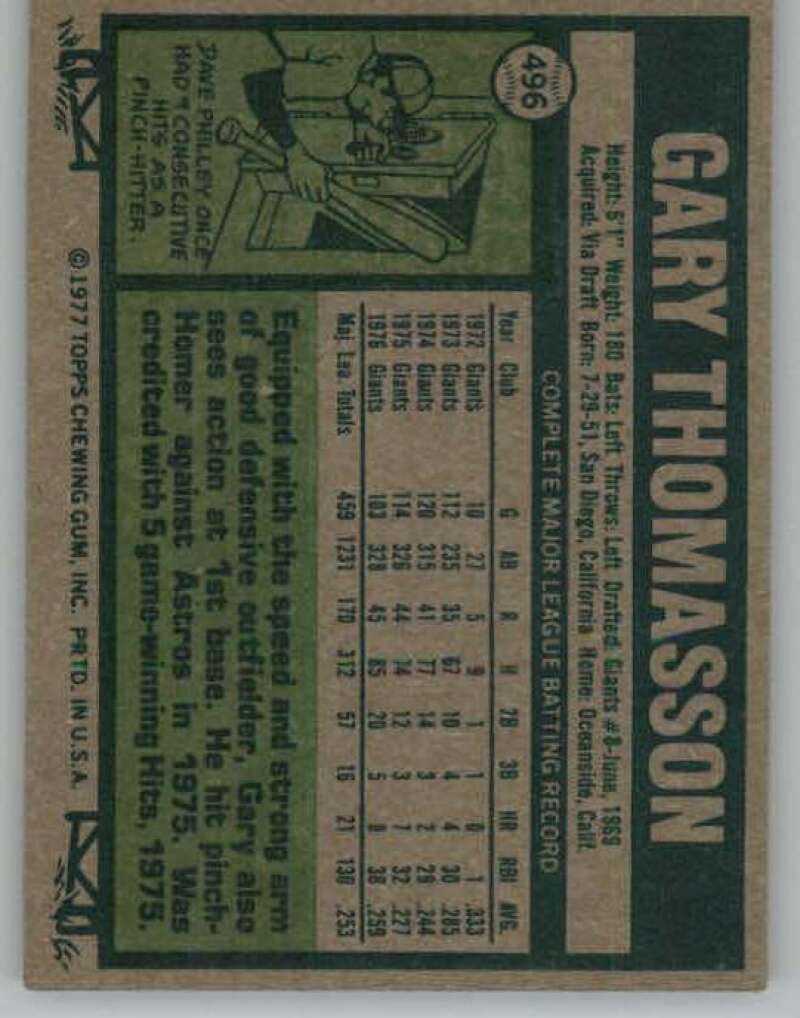 496
GARY THOMASSON
Height: 6'1" Weight: 180 Bats: Left Throws: Left Drafted: Giants #8-June, 1969
Acquired: Via Draft Born: 7-29-51, San Diego, California Home: Oceanside, Calif.
COMPLETE MAJOR LEAGUE BATTING RECORD
Year Club G AB R H 2B 3B HR RBI AVG.
1972 Giants 10 27 5 9 1 1 0 1 .333
1973 Giants 112 235 35 67 10 4 4 30 .285
1974 Giants 120 315 41 77 14 3 2 29 .244
1975 Giants 114 326 44 74 12 3 7 32 .227
1976 Giants 103 328 45 85 20 5 8 38 .259
Maj. Lea. Totals 459 1231 170 312 57 16 21 130 .253
DAVE PHILLEY ONCE
HAD 9 CONSECUTIVE
HITS AS A
PINCH-HITTER.
Equipped with the speed and strong arm
of good defensive outfielder, Gary also
sees action at 1st base. He hit pinch-
Homer against Astros in 1975. Was
credited with 5 game-winning Hits, 1975.
©1977 TOPPS CHEWING GUM, INC. PRTD. IN U.S.A.